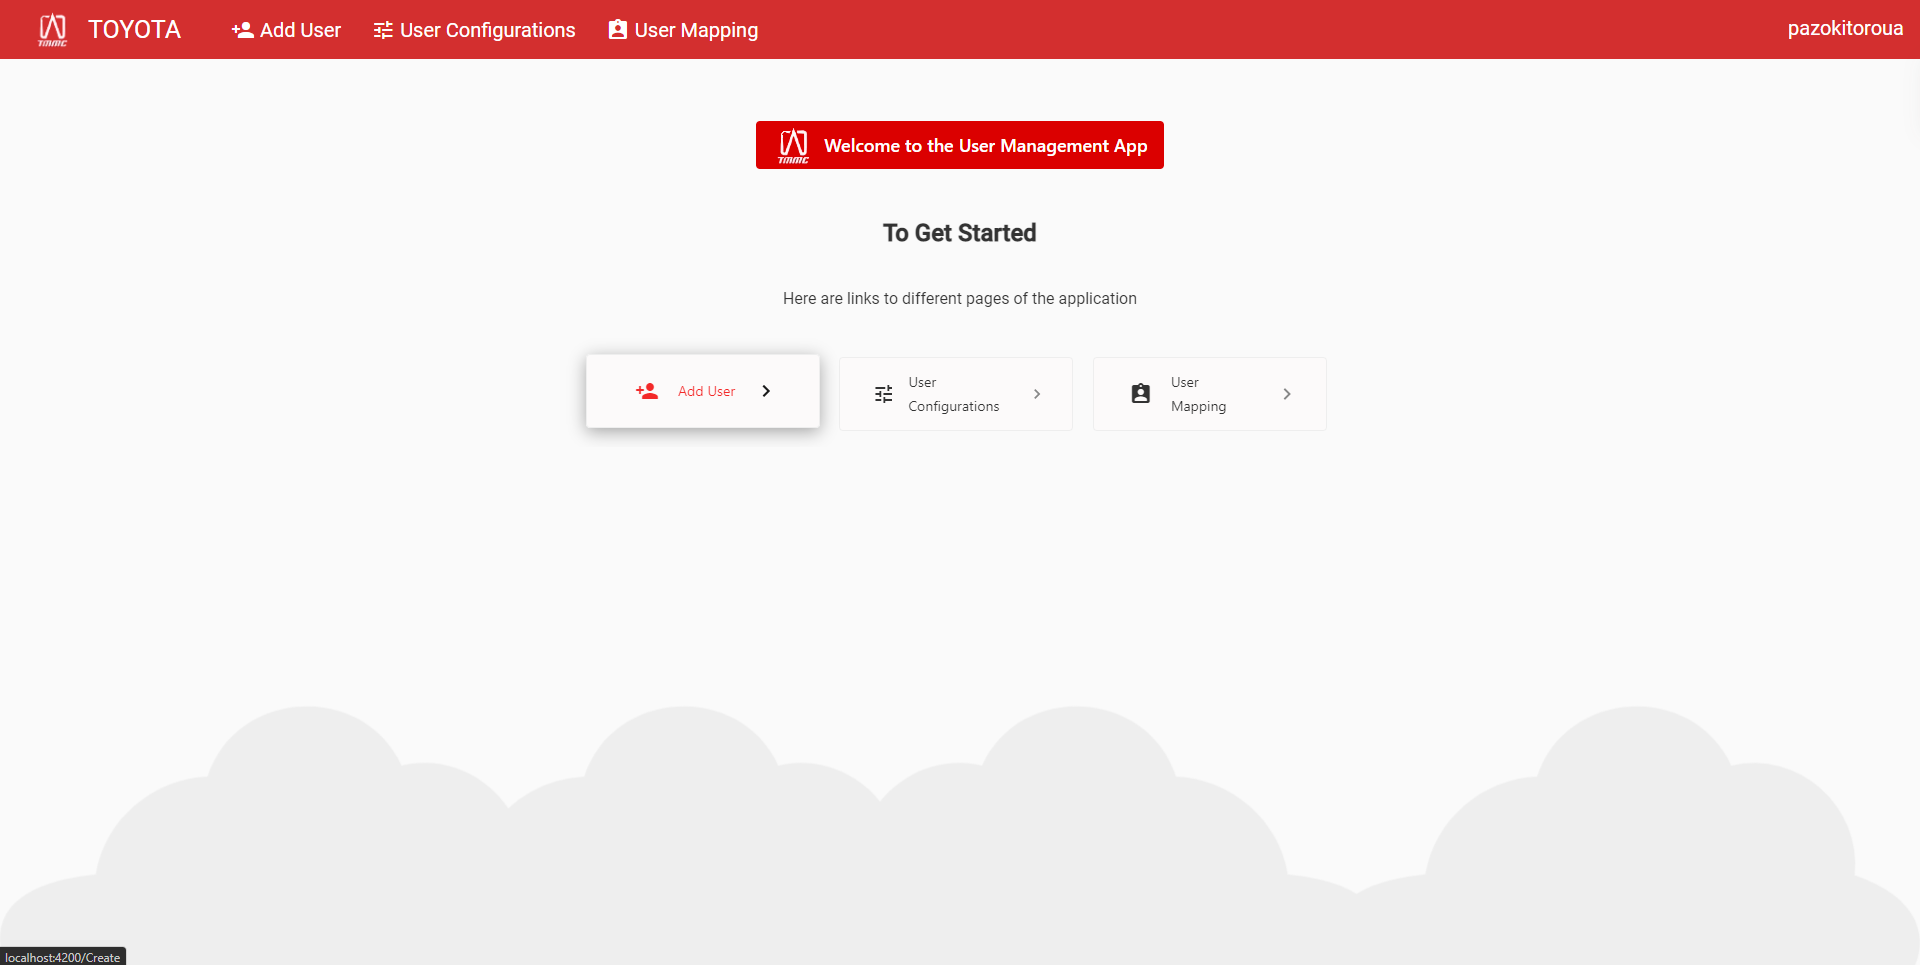 TMMC TOYOTA Add User User Configurations User Mapping pazokitoroua
TMMC Welcome to the User Management App
To Get Started
Here are links to different pages of the application
Add User
User
Configurations
User
Mapping
localhost:4200/Create